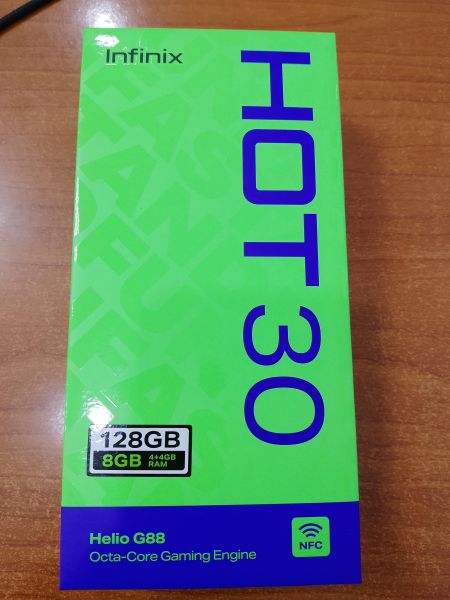 Infinix
HOT 30
128GB
8GB 4+4GB RAM
Helio G88
Octa-Core Gaming Engine
NFC